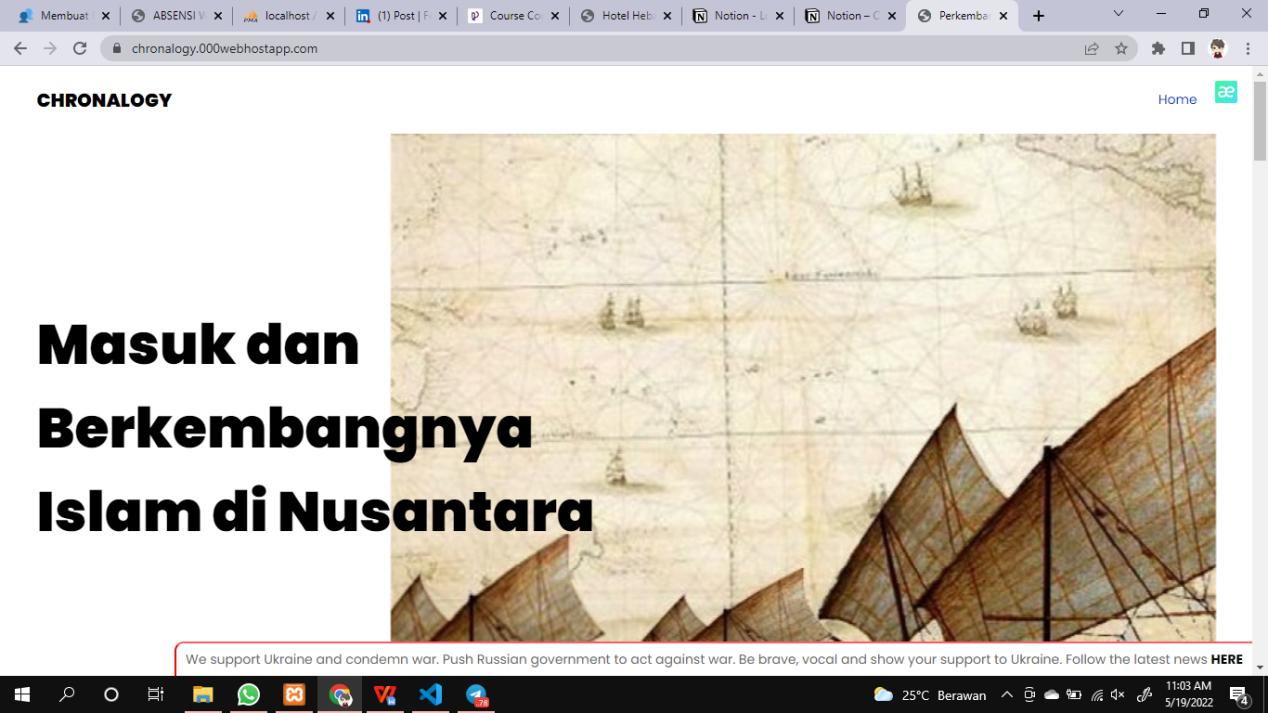 Membuat
ABSENSI W
localhost /
(1) Post | F
Course Co
Hotel Heb
Notion - L
Notion – C
Perkemba
chronalogy.000webhostapp.com
CHRONALOGY
Home
æ
Masuk dan
Berkembangnya
Islam di Nusantara
We support Ukraine and condemn war. Push Russian government to act against war. Be brave, vocal and show your support to Ukraine. Follow the latest news HERE
25°C Berawan
11:03 AM
5/19/2022
4